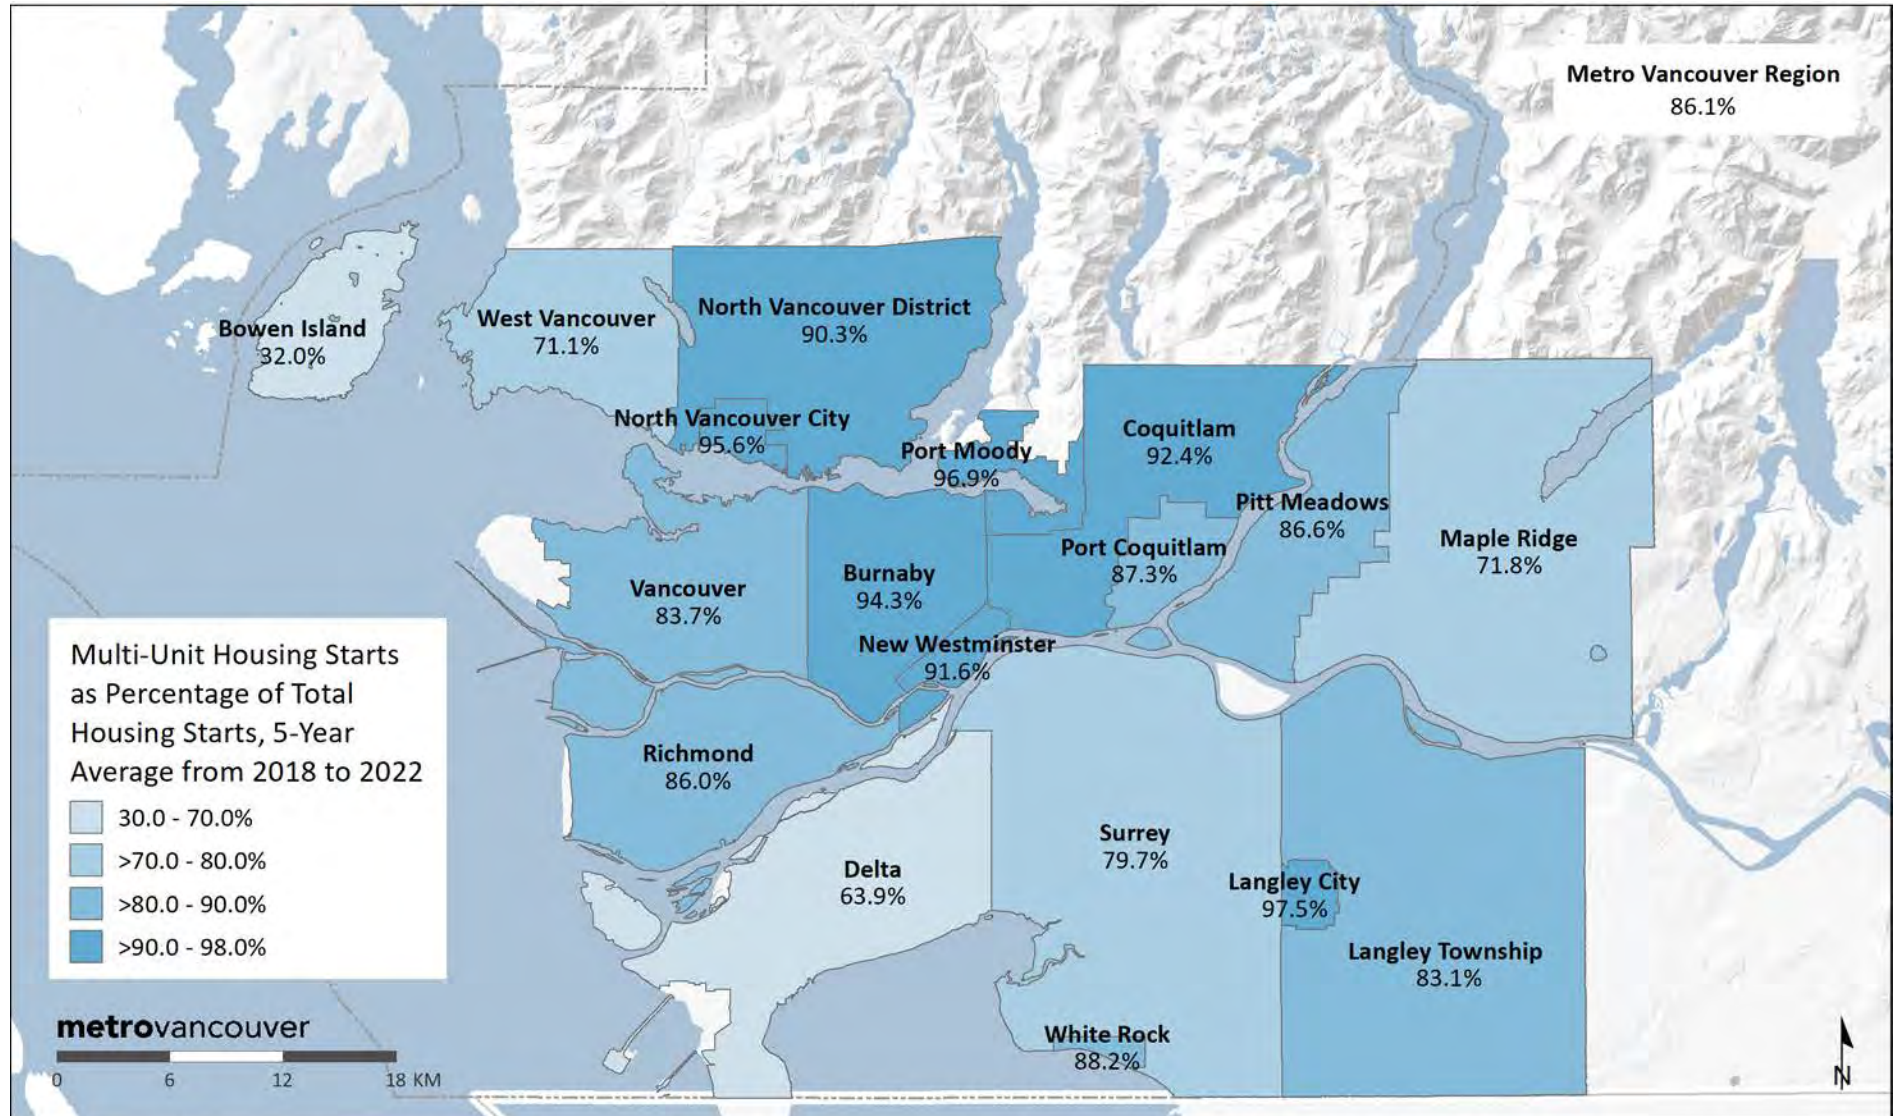 Metro Vancouver Region
86.1%
Bowen Island
32.0%
West Vancouver
71.1%
North Vancouver District
90.3%
North Vancouver City
95.6%
Port Moody
96.9%
Coquitlam
92.4%
Pitt Meadows
86.6%
Maple Ridge
71.8%
Port Coquitlam
87.3%
Vancouver
83.7%
Burnaby
94.3%
New Westminster
91.6%
Richmond
86.0%
Delta
63.9%
Surrey
79.7%
Langley City
97.5%
Langley Township
83.1%
White Rock
88.2%
Multi-Unit Housing Starts
as Percentage of Total
Housing Starts, 5-Year
Average from 2018 to 2022
30.0 - 70.0%
>70.0 - 80.0%
>80.0 - 90.0%
>90.0 - 98.0%
metrovancouver
0 6 12 18 KM
N